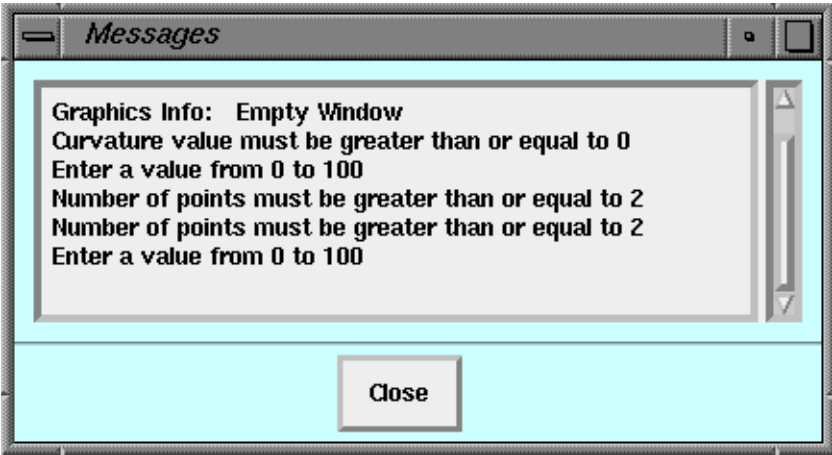 Messages
Graphics Info: Empty Window
Curvature value must be greater than or equal to 0
Enter a value from 0 to 100
Number of points must be greater than or equal to 2
Number of points must be greater than or equal to 2
Enter a value from 0 to 100
Close